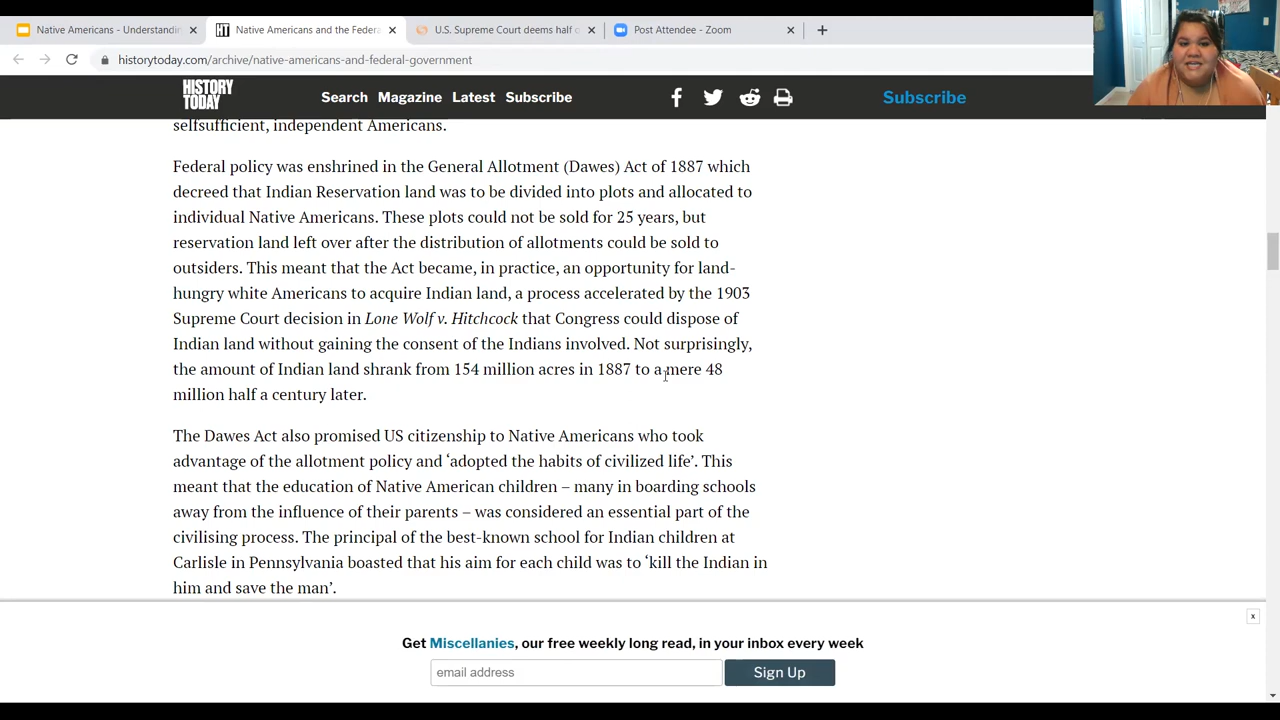 Native Americans - Understandin
Native Americans and the Federa
U.S. Supreme Court deems half o
Post Attendee - Zoom
historytoday.com/archive/native-americans-and-federal-government
HISTORY
TODAY
Search Magazine Latest Subscribe
Subscribe
selfsufficient, independent Americans.
Federal policy was enshrined in the General Allotment (Dawes) Act of 1887 which
decreed that Indian Reservation land was to be divided into plots and allocated to
individual Native Americans. These plots could not be sold for 25 years, but
reservation land left over after the distribution of allotments could be sold to
outsiders. This meant that the Act became, in practice, an opportunity for land-
hungry white Americans to acquire Indian land, a process accelerated by the 1903
Supreme Court decision in Lone Wolf v. Hitchcock that Congress could dispose of
Indian land without gaining the consent of the Indians involved. Not surprisingly,
the amount of Indian land shrank from 154 million acres in 1887 to a mere 48
million half a century later.
The Dawes Act also promised US citizenship to Native Americans who took
advantage of the allotment policy and ‘adopted the habits of civilized life’. This
meant that the education of Native American children – many in boarding schools
away from the influence of their parents – was considered an essential part of the
civilising process. The principal of the best-known school for Indian children at
Carlisle in Pennsylvania boasted that his aim for each child was to ‘kill the Indian in
him and save the man’.
x
Get Miscellanies, our free weekly long read, in your inbox every week
email address
Sign Up